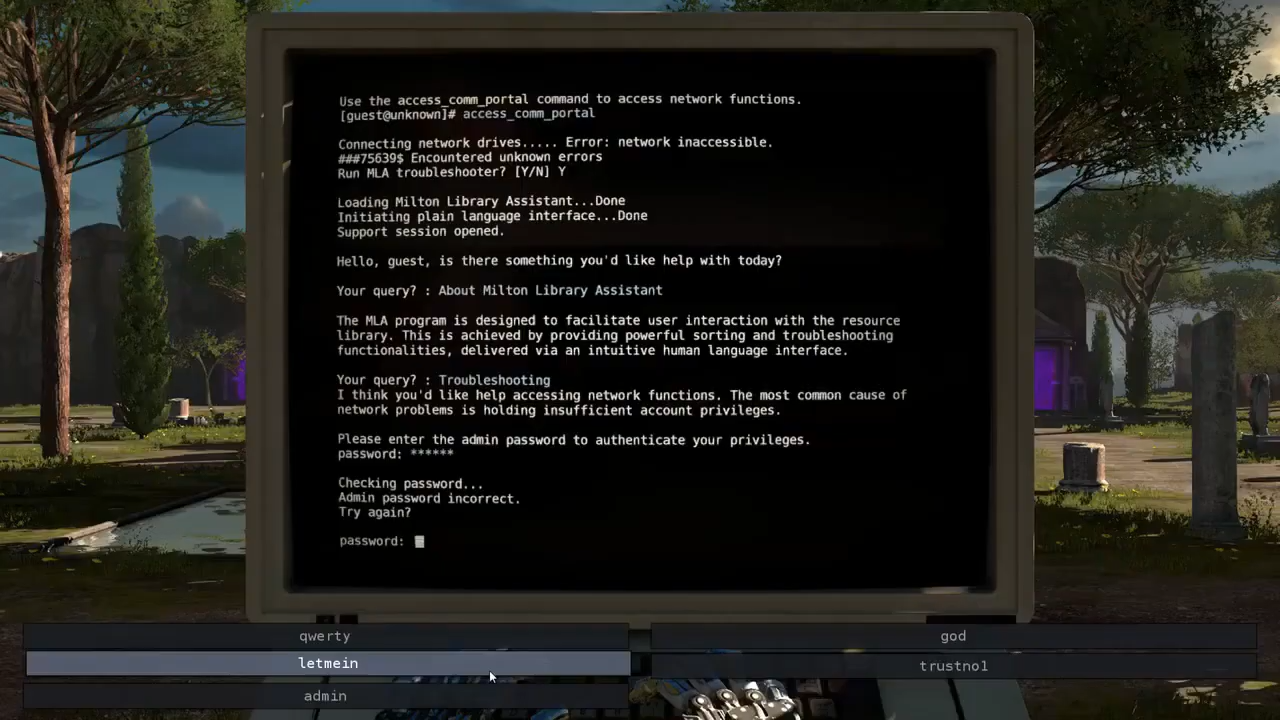 Use the access_comm_portal command to access network functions.
[guest@unknown]# access_comm_portal
Connecting network drives..... Error: network inaccessible.
###75639$ Encountered unknown errors
Run MLA troubleshooter? [Y/N] Y
Loading Milton Library Assistant...Done
Initiating plain language interface...Done
Support session opened.
Hello, guest, is there something you'd like help with today?
Your query? : About Milton Library Assistant
The MLA program is designed to facilitate user interaction with the resource
library. This is achieved by providing powerful sorting and troubleshooting
functionalities, delivered via an intuitive human language interface.
Your query? : Troubleshooting
I think you'd like help accessing network functions. The most common cause of
network problems is holding insufficient account privileges.
Please enter the admin password to authenticate your privileges.
password: ******
Checking password...
Admin password incorrect.
Try again?
password:
qwerty
god
letmein
trustno1
admin